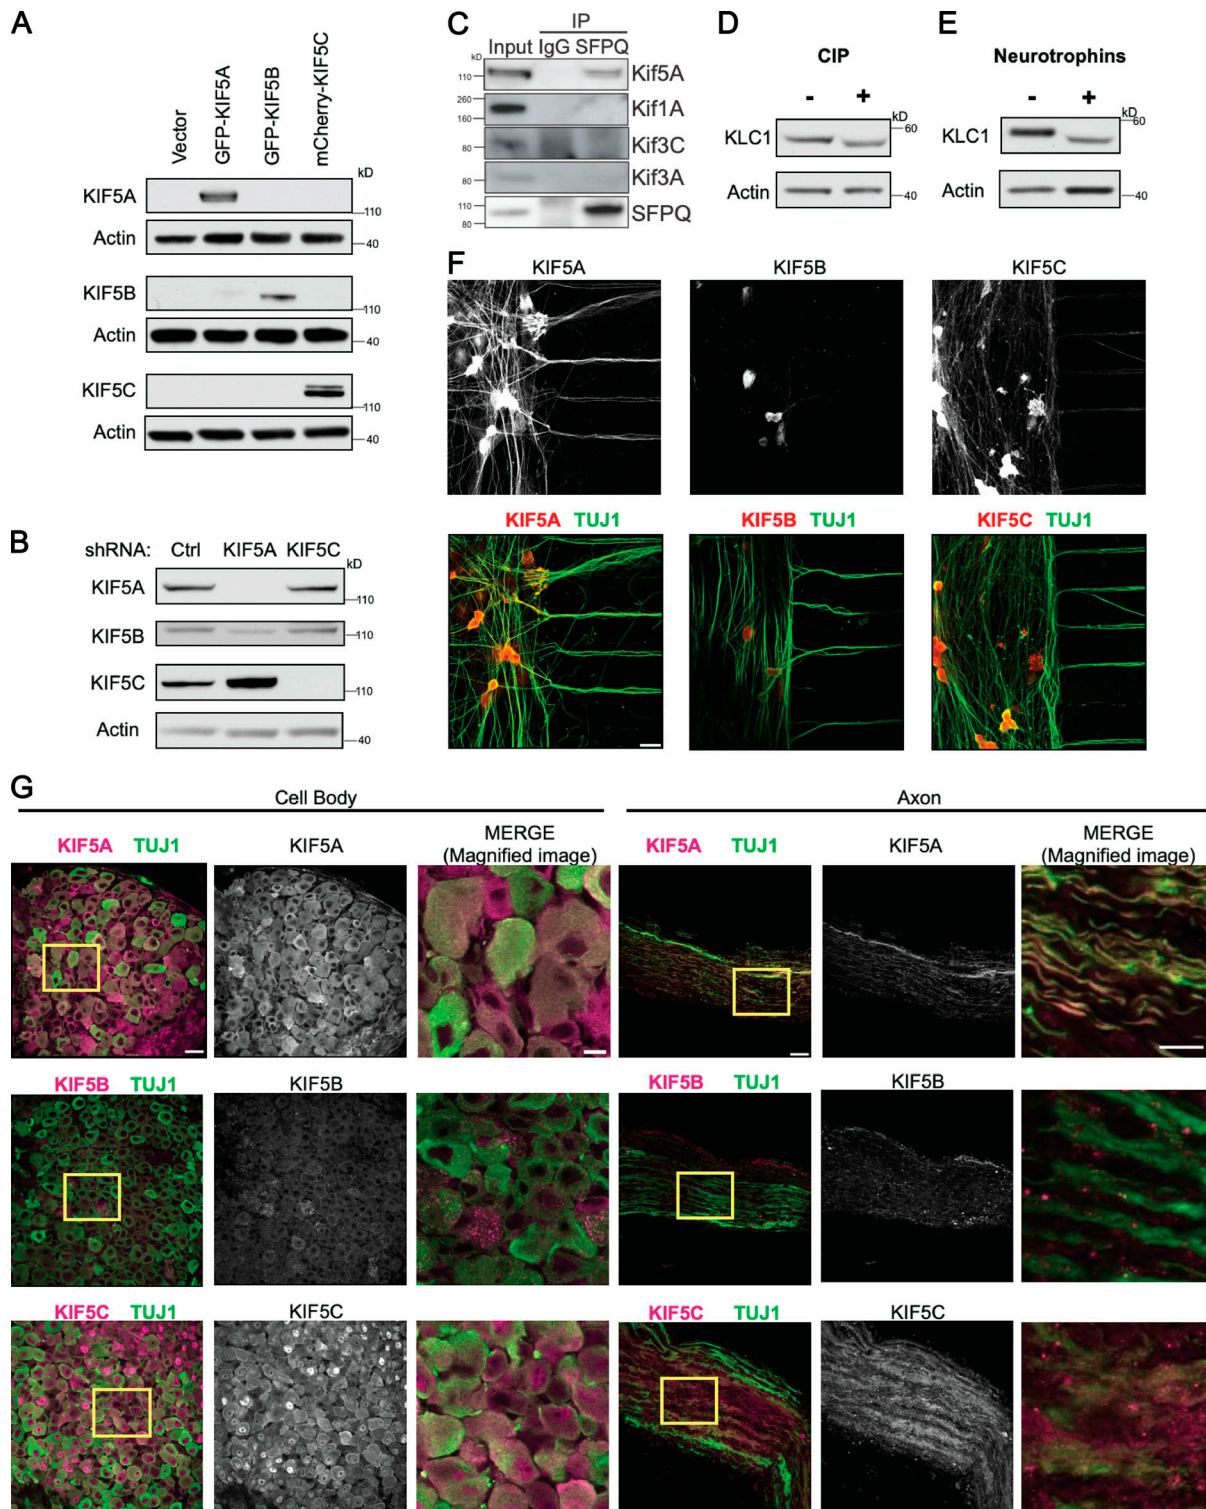 A
Vector
GFP-KIF5A
GFP-KIF5B
mCherry-KIF5C
kD
KIF5A
110
Actin
40
KIF5B
110
Actin
40
KIF5C
110
Actin
40
B
shRNA: Ctrl KIF5A KIF5C
kD
KIF5A
110
KIF5B
110
KIF5C
110
Actin
40
C
IP
Input IgG SFPQ
kD
110
Kif5A
260
160
Kif1A
80
Kif3C
80
Kif3A
110
80
SFPQ
D
CIP
- +
kD
KLC1
60
Actin
40
E
Neurotrophins
- +
kD
KLC1
60
Actin
40
F
KIF5A KIF5B KIF5C
KIF5A TUJ1 KIF5B TUJ1 KIF5C TUJ1
G
Cell Body Axon
KIF5A TUJ1 KIF5A MERGE (Magnified image) KIF5A TUJ1 KIF5A MERGE (Magnified image)
KIF5B TUJ1 KIF5B KIF5B TUJ1 KIF5B
KIF5C TUJ1 KIF5C KIF5C TUJ1 KIF5C